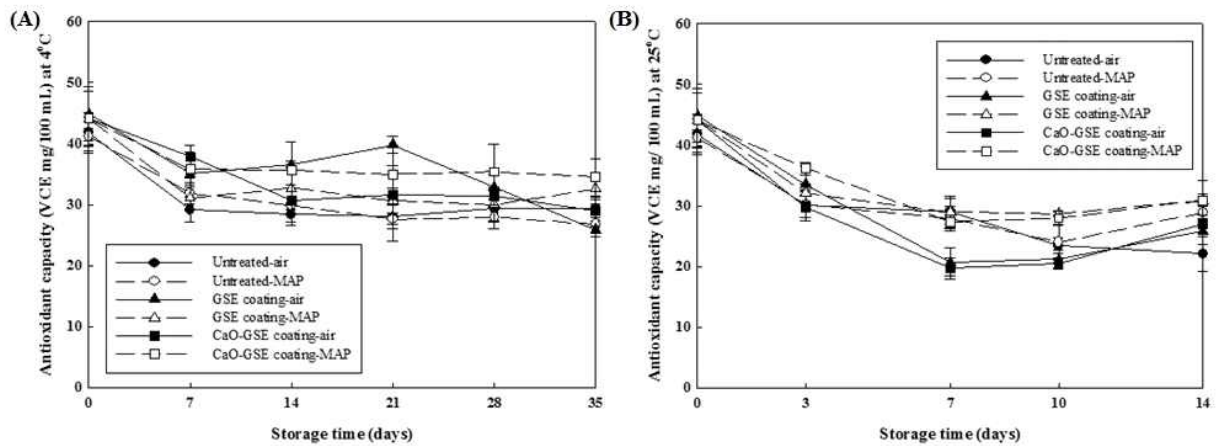 (A)
Antioxidant capacity (VCE mg/100 mL) at 4°C
60
50
40
30
20
10
0
Untreated-air
Untreated-MAP
GSE coating-air
GSE coating-MAP
CaO-GSE coating-air
CaO-GSE coating-MAP
0 7 14 21 28 35
Storage time (days)
(B)
Antioxidant capacity (VCE mg/ 100 mL) at 25°C
60
50
40
30
20
10
0
Untreated-air
Untreated-MAP
GSE coating-air
GSE coating-MAP
CaO-GSE coating-air
CaO-GSE coating-MAP
0 3 7 10 14
Storage time (days)